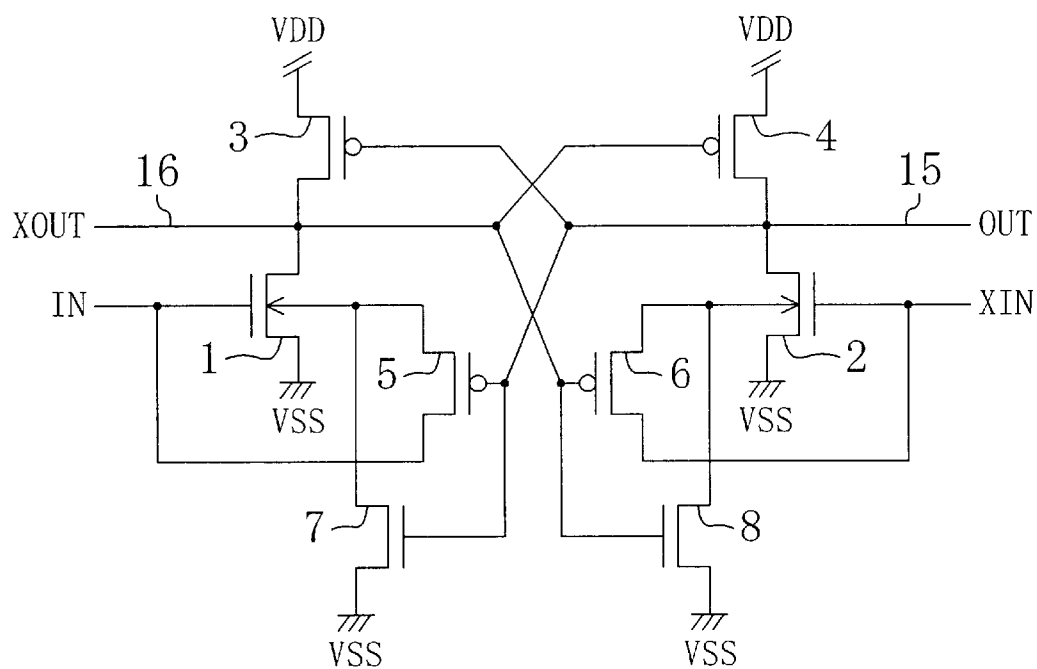 VDD VDD
3 4
16 15
XOUT OUT
IN XIN
1 5 6 2
VSS VSS
7 8
VSS VSS